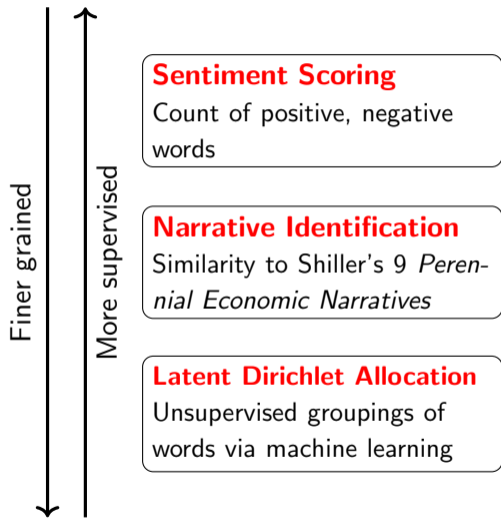 Finer grained
More supervised
Sentiment Scoring
Count of positive, negative
words
Narrative Identification
Similarity to Shiller's 9 Peren-
nial Economic Narratives
Latent Dirichlet Allocation
Unsupervised groupings of
words via machine learning